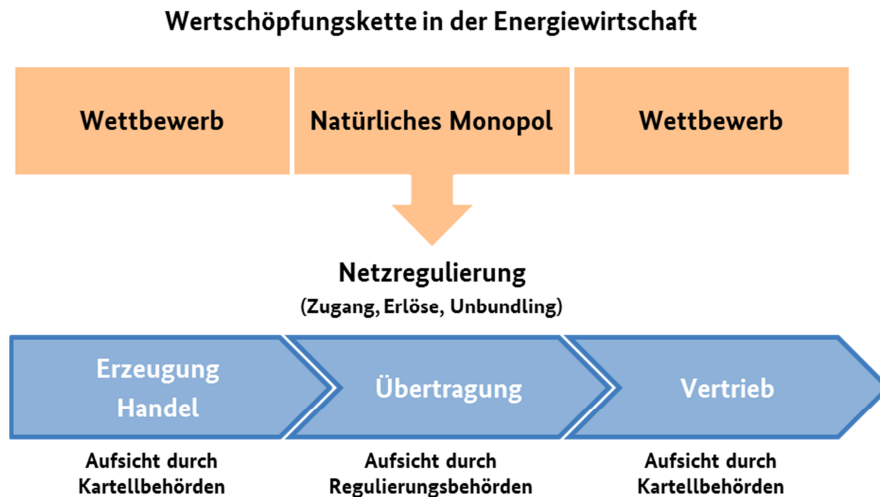 Wertschöpfungskette in der Energiewirtschaft
Wettbewerb
Natürliches Monopol
Wettbewerb
Netzregulierung
(Zugang, Erlöse, Unbundling)
Erzeugung
Handel
Übertragung
Vertrieb
Aufsicht durch
Kartellbehörden
Aufsicht durch
Regulierungsbehörden
Aufsicht durch
Kartellbehörden